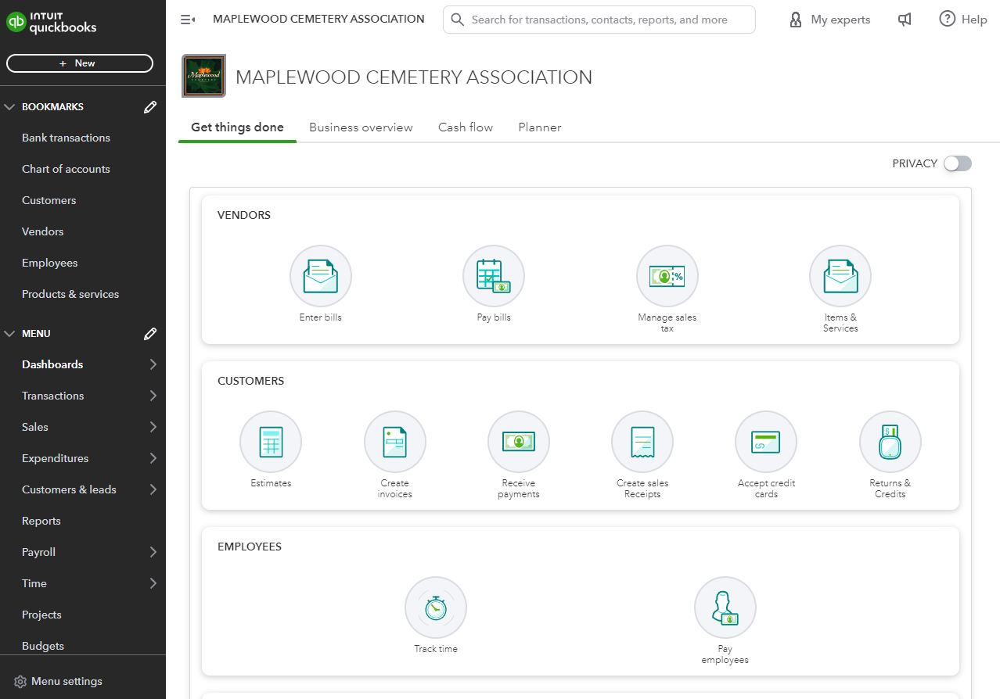 INTUIT
qb quickbooks
MAPLEWOOD CEMETERY ASSOCIATION
Search for transactions, contacts, reports, and more
My experts
Help
+ New
Maplewood
CEMETERY
MAPLEWOOD CEMETERY ASSOCIATION
BOOKMARKS
Bank transactions
Chart of accounts
Customers
Vendors
Employees
Products & services
MENU
Dashboards
Transactions
Sales
Expenditures
Customers & leads
Reports
Payroll
Time
Projects
Budgets
Menu settings
Get things done
Business overview
Cash flow
Planner
PRIVACY
VENDORS
Enter bills
Pay bills
%
Manage sales
tax
Items &
Services
CUSTOMERS
Estimates
Create
invoices
Receive
payments
Create sales
Receipts
Accept credit
cards
Returns &
Credits
EMPLOYEES
Track time
Pay
employees